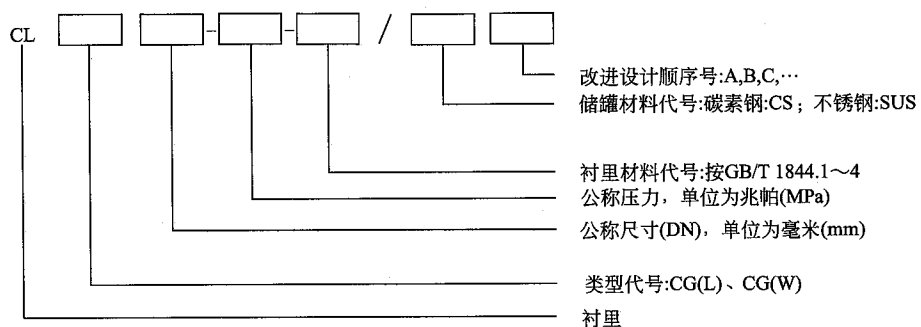 CL - - /
改进设计顺序号:A,B,C,…
储罐材料代号:碳素钢:CS；不锈钢:SUS
衬里材料代号:按GB/T 1844.1～4
公称压力，单位为兆帕(MPa)
公称尺寸(DN)，单位为毫米(mm)
类型代号:CG(L)、CG(W)
衬里